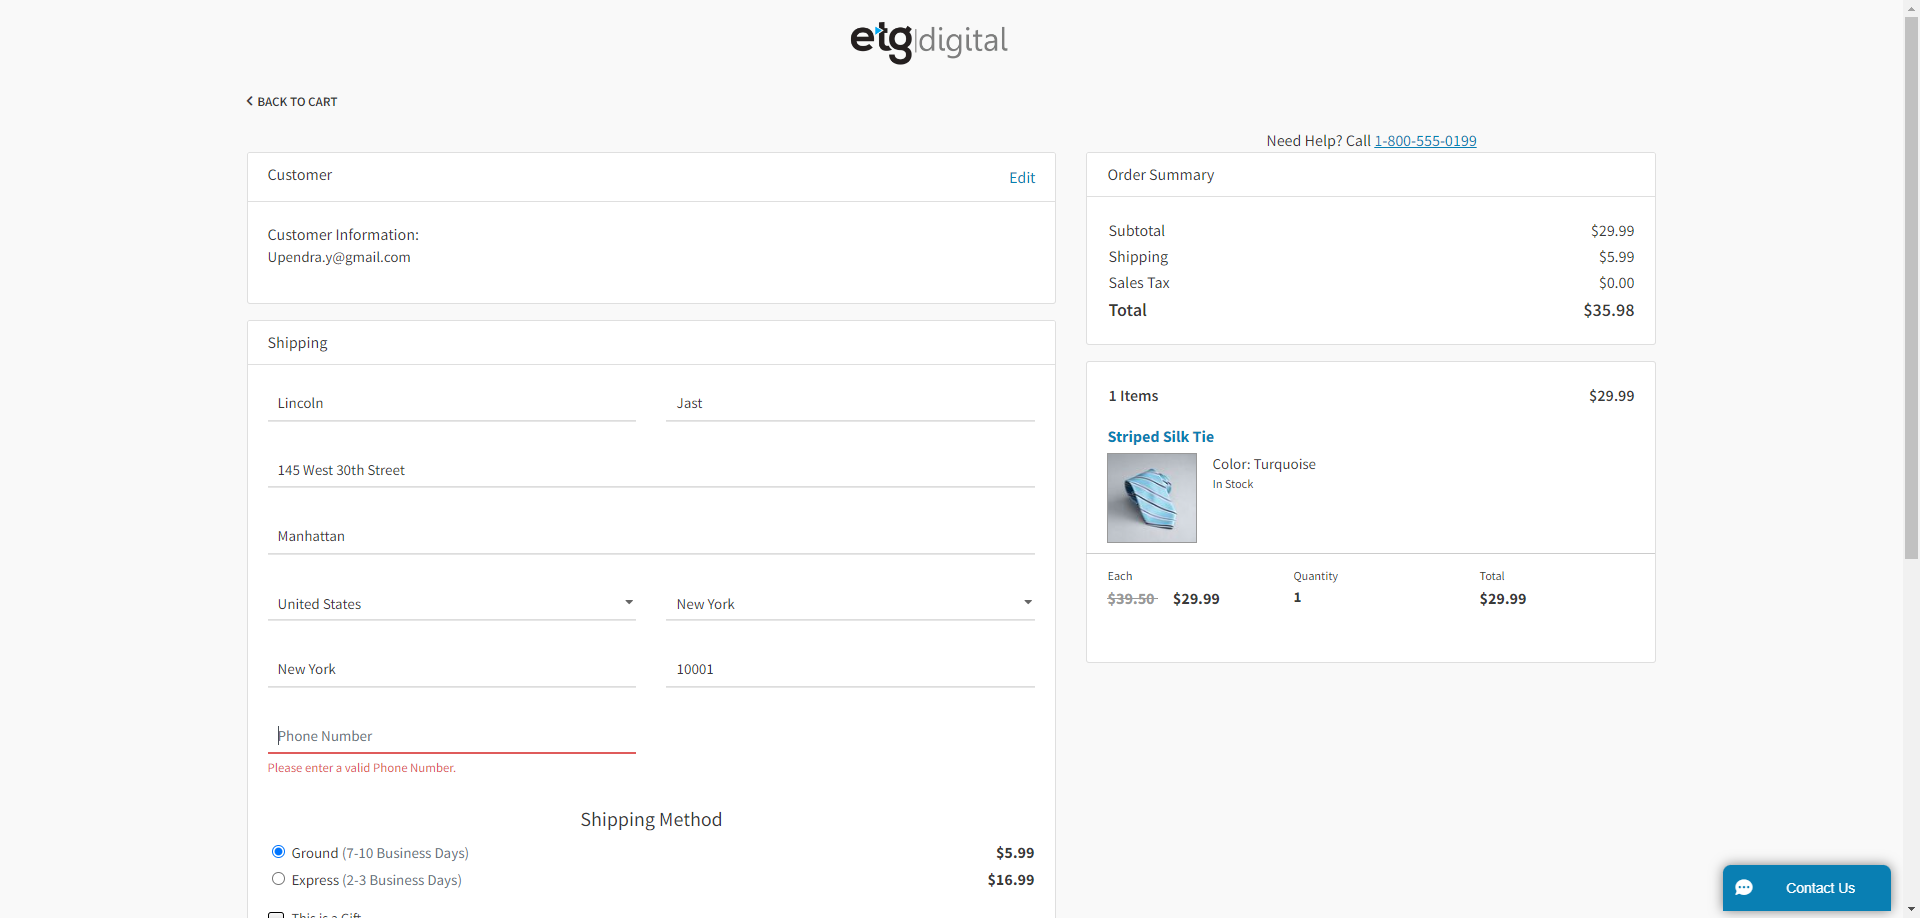 etg|digital
BACK TO CART
Need Help? Call 1-800-555-0199
Customer
Edit
Customer Information:
Upendra.y@gmail.com
Shipping
Lincoln
Jast
145 West 30th Street
Manhattan
United States
New York
New York
10001
Phone Number
Please enter a valid Phone Number.
Shipping Method
Ground (7-10 Business Days) $5.99
Express (2-3 Business Days) $16.99
This is a Gift
Order Summary
Subtotal $29.99
Shipping $5.99
Sales Tax $0.00
Total $35.98
1 Items $29.99
Striped Silk Tie
Color: Turquoise
In Stock
Each Quantity Total
$39.50 $29.99 1 $29.99
Contact Us